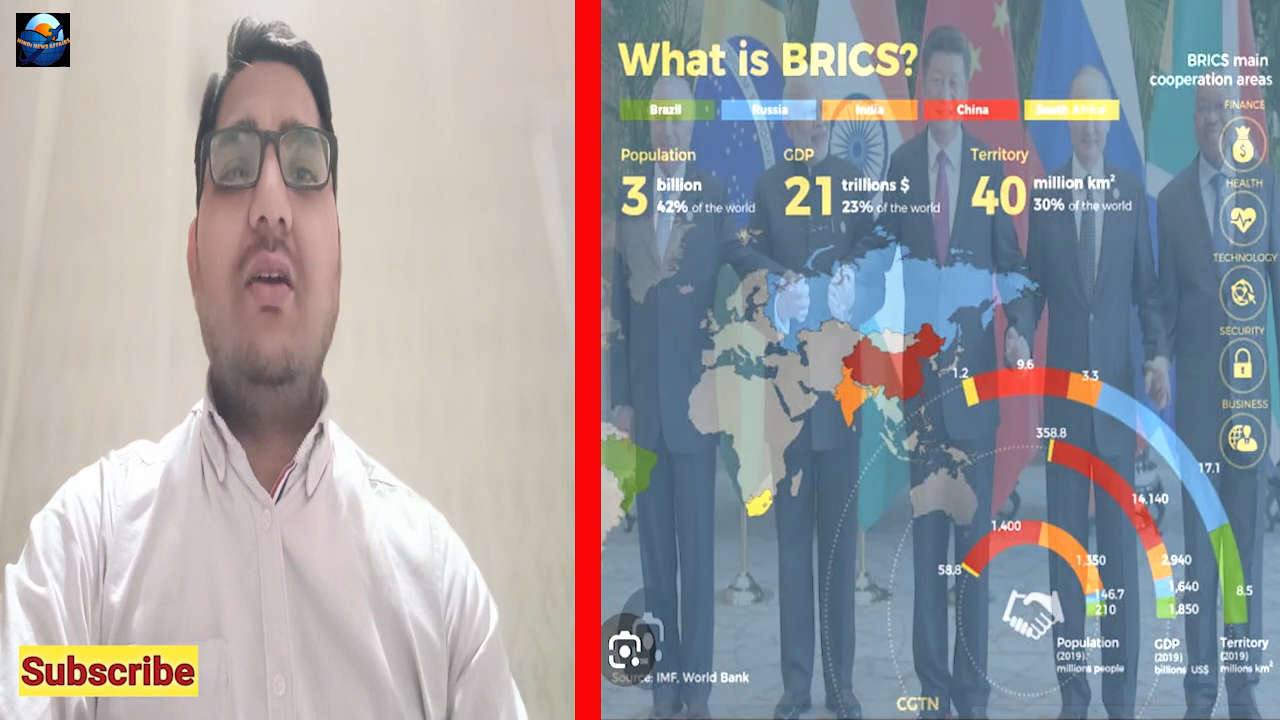 HINDI NEWS AFFAIRS
Subscribe
What is BRICS?
Brazil
Russia
India
China
South Africa
Population
3 billion
42% of the world
GDP
21 trillions $
23% of the world
Territory
40 million km²
30% of the world
BRICS main
cooperation areas
FINANCE
HEALTH
TECHNOLOGY
SECURITY
BUSINESS
1.2
9.6
3.3
17.1
8.5
358.8
14.140
2.940
1,640
1.850
58.8
1,400
1,350
146.7
210
Population
(2019).
millions people
GDP
(2019)
billions US$
Territory
(2019)
milions km²
Source: IMF, World Bank
CGTN